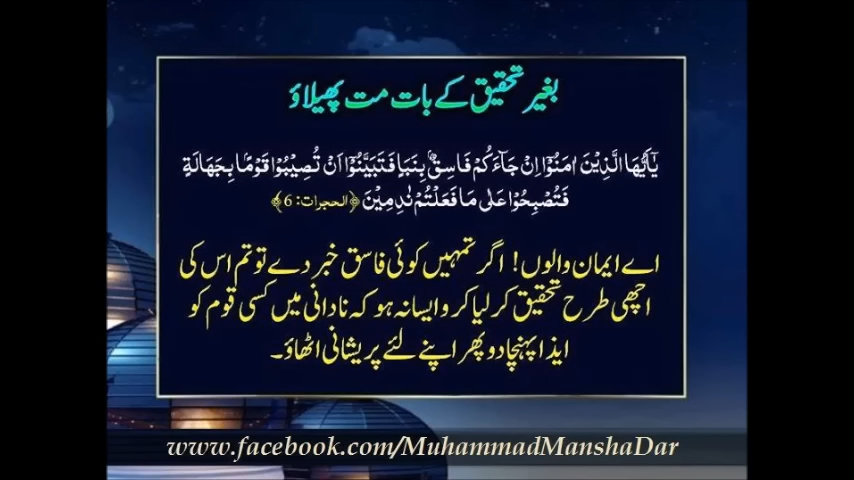 بغیر تحقیق کے بات مت پھیلاؤ
یٰۤاَیُّهَا الَّذِیْنَ اٰمَنُوْۤا اِنْ جَآءَكُمْ فَاسِقٌۢ بِنَبَاٍ فَتَبَیَّنُوْۤا اَنْ تُصِیْبُوْا قَوْمًۢا بِجَهَالَةٍ
فَتُصْبِحُوْا عَلٰى مَا فَعَلْتُمْ نٰدِمِیْنَ ﴿الحجرات: 6﴾
اے ایمان والوں! اگر تمہیں کوئی فاسق خبر دے تو تم اس کی
اچھی طرح تحقیق کر لیا کرو ایسا نہ ہو کہ نادانی میں کسی قوم کو
ایذا پہنچا دو پھر اپنے لئے پریشانی اٹھاؤ۔
www.facebook.com/MuhammadManshaDar